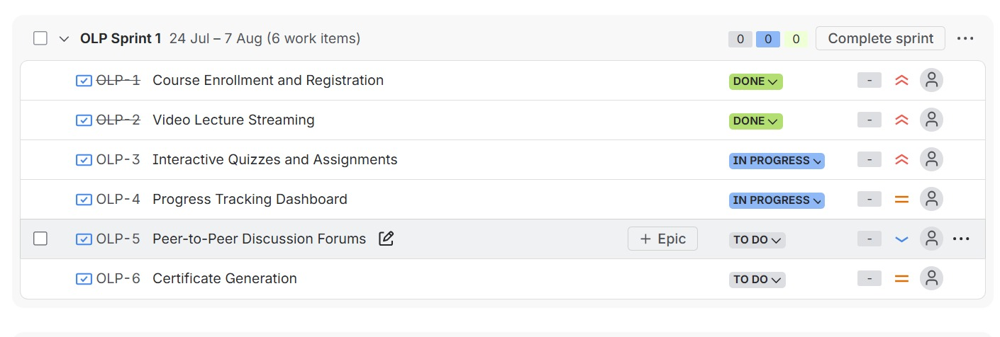 OLP Sprint 1 24 Jul – 7 Aug (6 work items) 0 0 0 Complete sprint
OLP-1 Course Enrollment and Registration DONE -
OLP-2 Video Lecture Streaming DONE -
OLP-3 Interactive Quizzes and Assignments IN PROGRESS -
OLP-4 Progress Tracking Dashboard IN PROGRESS -
OLP-5 Peer-to-Peer Discussion Forums + Epic TO DO -
OLP-6 Certificate Generation TO DO -